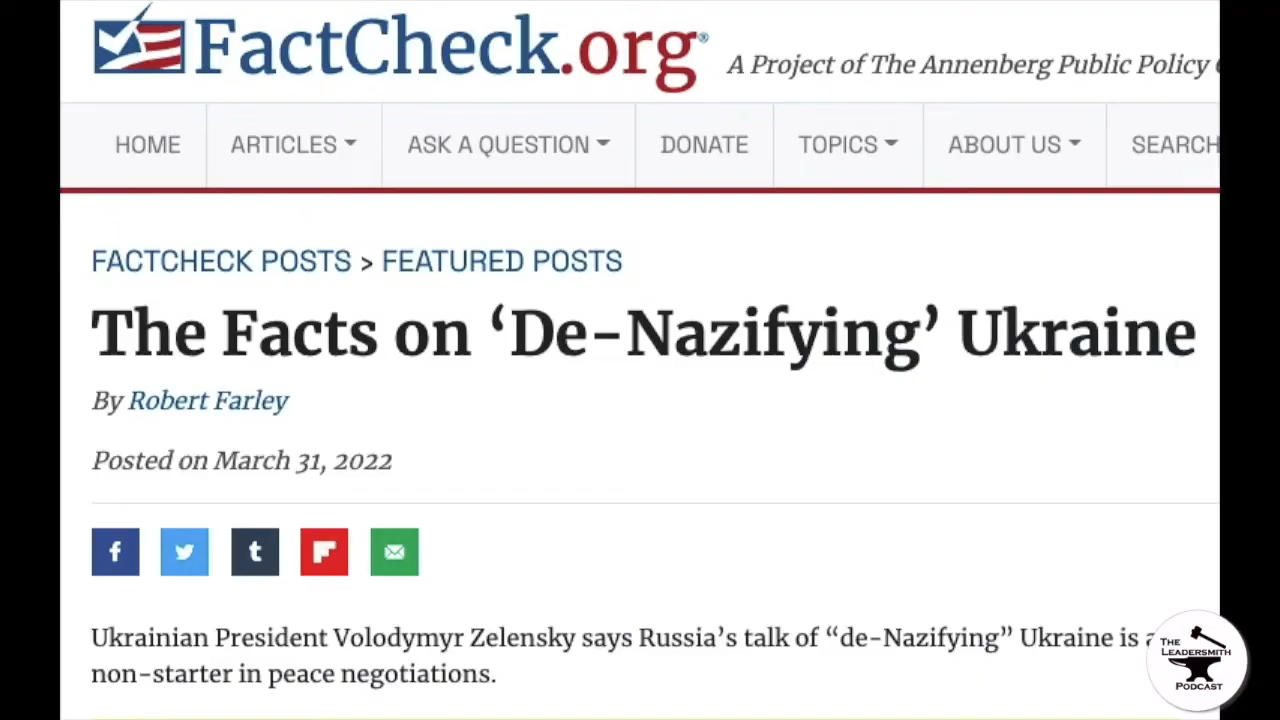 FactCheck.org®
A Project of The Annenberg Public Policy
HOME ARTICLES ASK A QUESTION DONATE TOPICS ABOUT US SEARCH
FACTCHECK POSTS > FEATURED POSTS
The Facts on ‘De-Nazifying’ Ukraine
By Robert Farley
Posted on March 31, 2022
Ukrainian President Volodymyr Zelensky says Russia’s talk of “de-Nazifying” Ukraine is a
non-starter in peace negotiations.
THE
LEADERSMITH
PODCAST